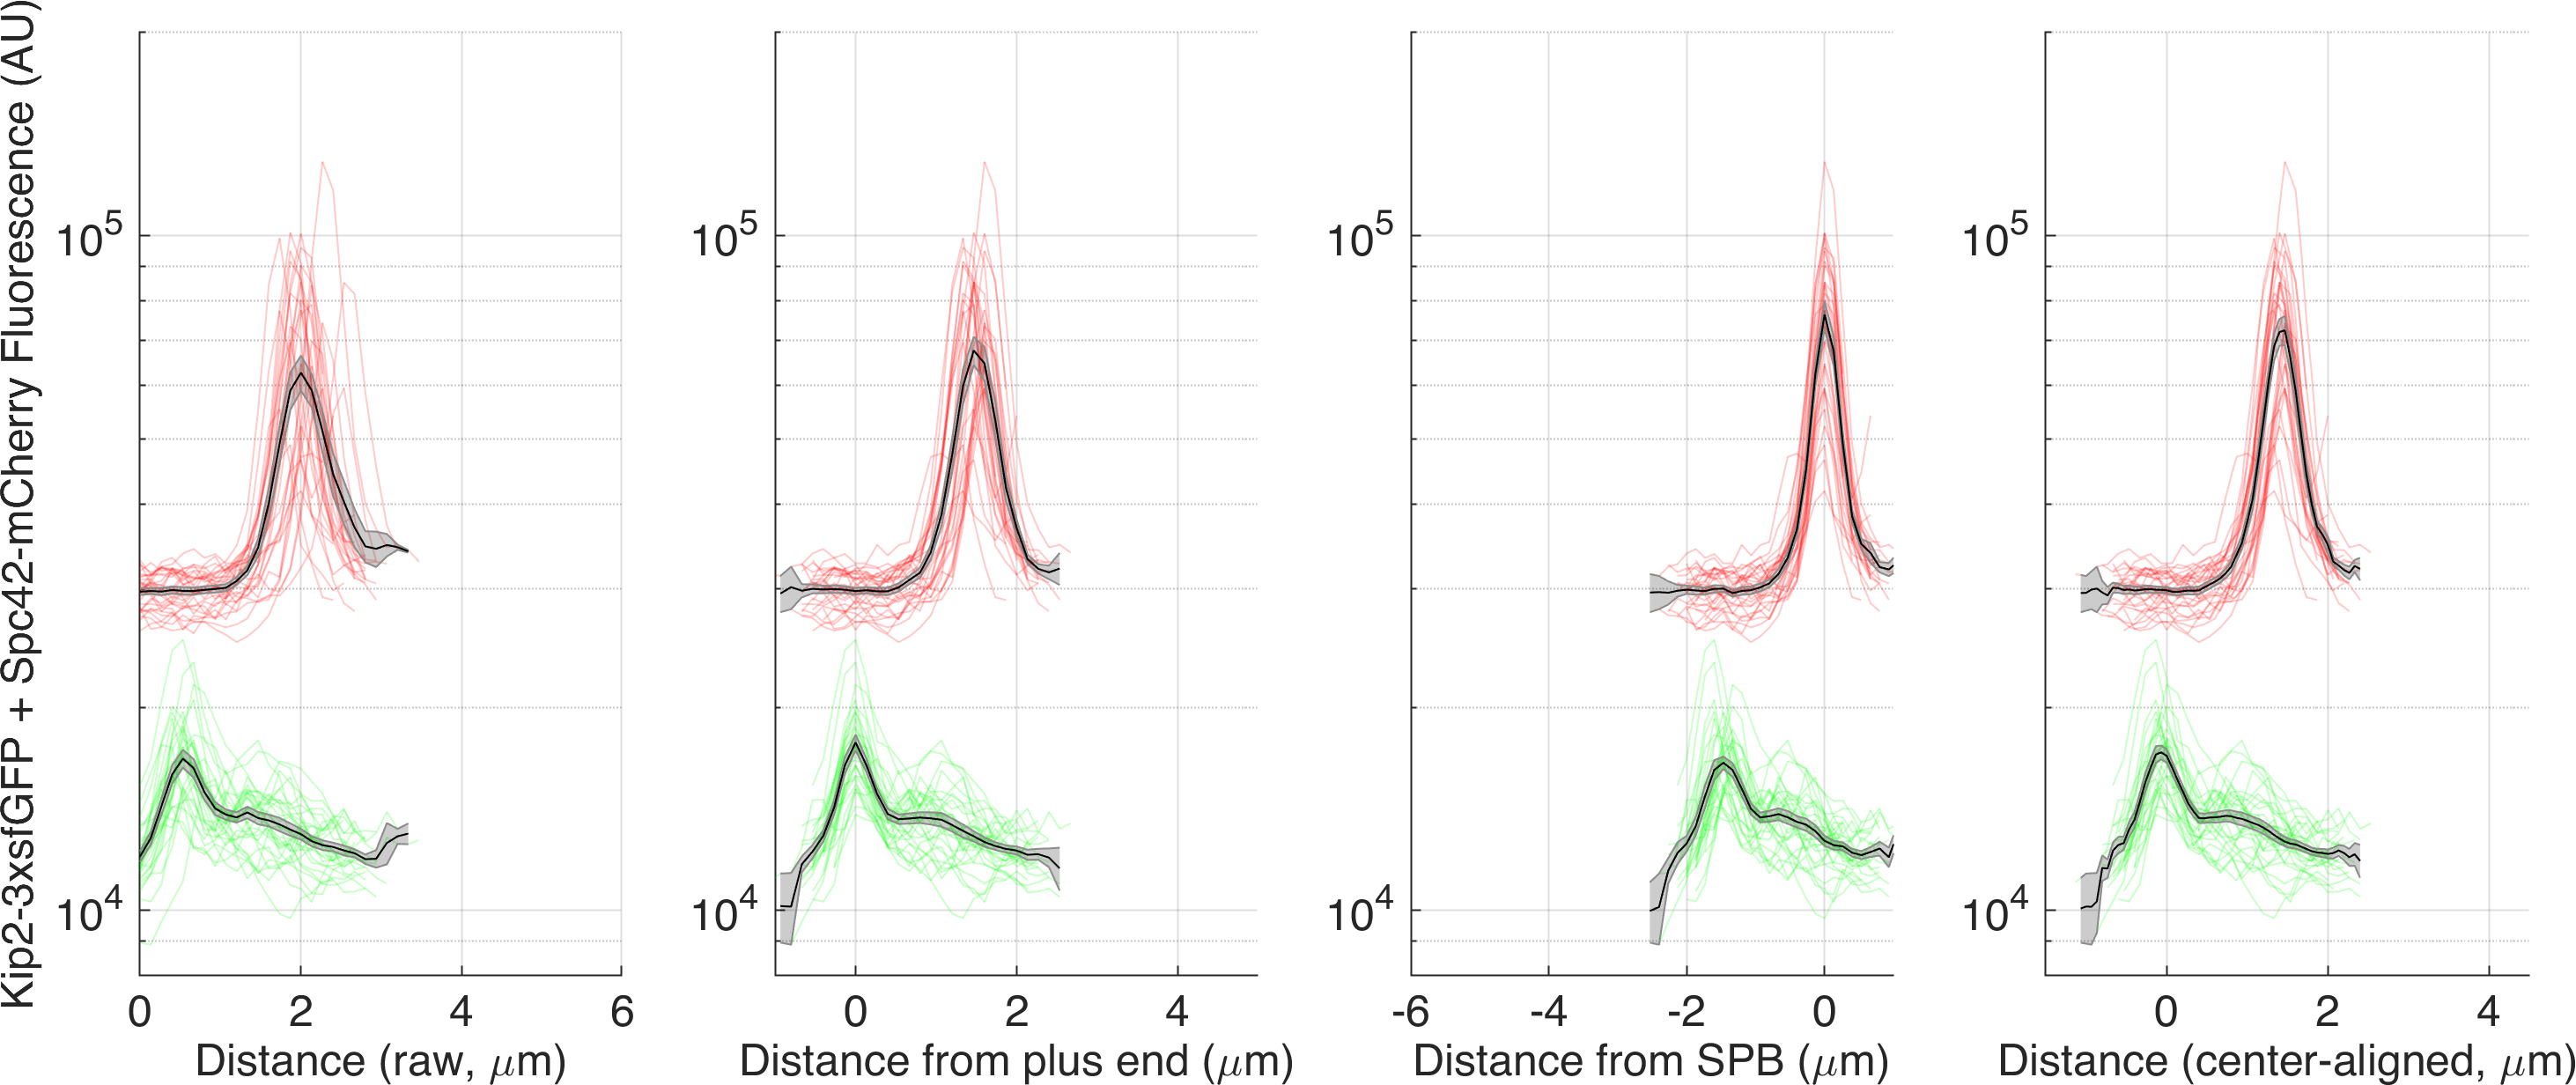 Kip2-3xsfGFP + Spc42-mCherry Fluorescence (AU)
10^5
10^4
0 2 4 6
Distance (raw, μm)
10^5
10^4
0 2 4
Distance from plus end (μm)
10^5
10^4
-6 -4 -2 0
Distance from SPB (μm)
10^5
10^4
0 2 4
Distance (center-aligned, μm)